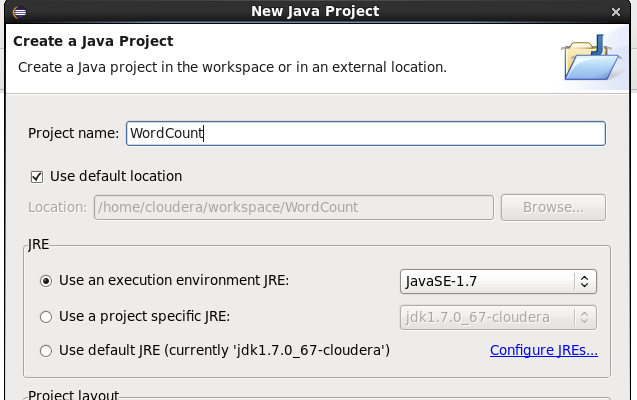 New Java Project
Create a Java Project
Create a Java project in the workspace or in an external location.
Project name: WordCount
Use default location
Location: /home/cloudera/workspace/WordCount Browse...
JRE
Use an execution environment JRE: JavaSE-1.7
Use a project specific JRE: jdk1.7.0_67-cloudera
Use default JRE (currently 'jdk1.7.0_67-cloudera') Configure JREs...
Project layout